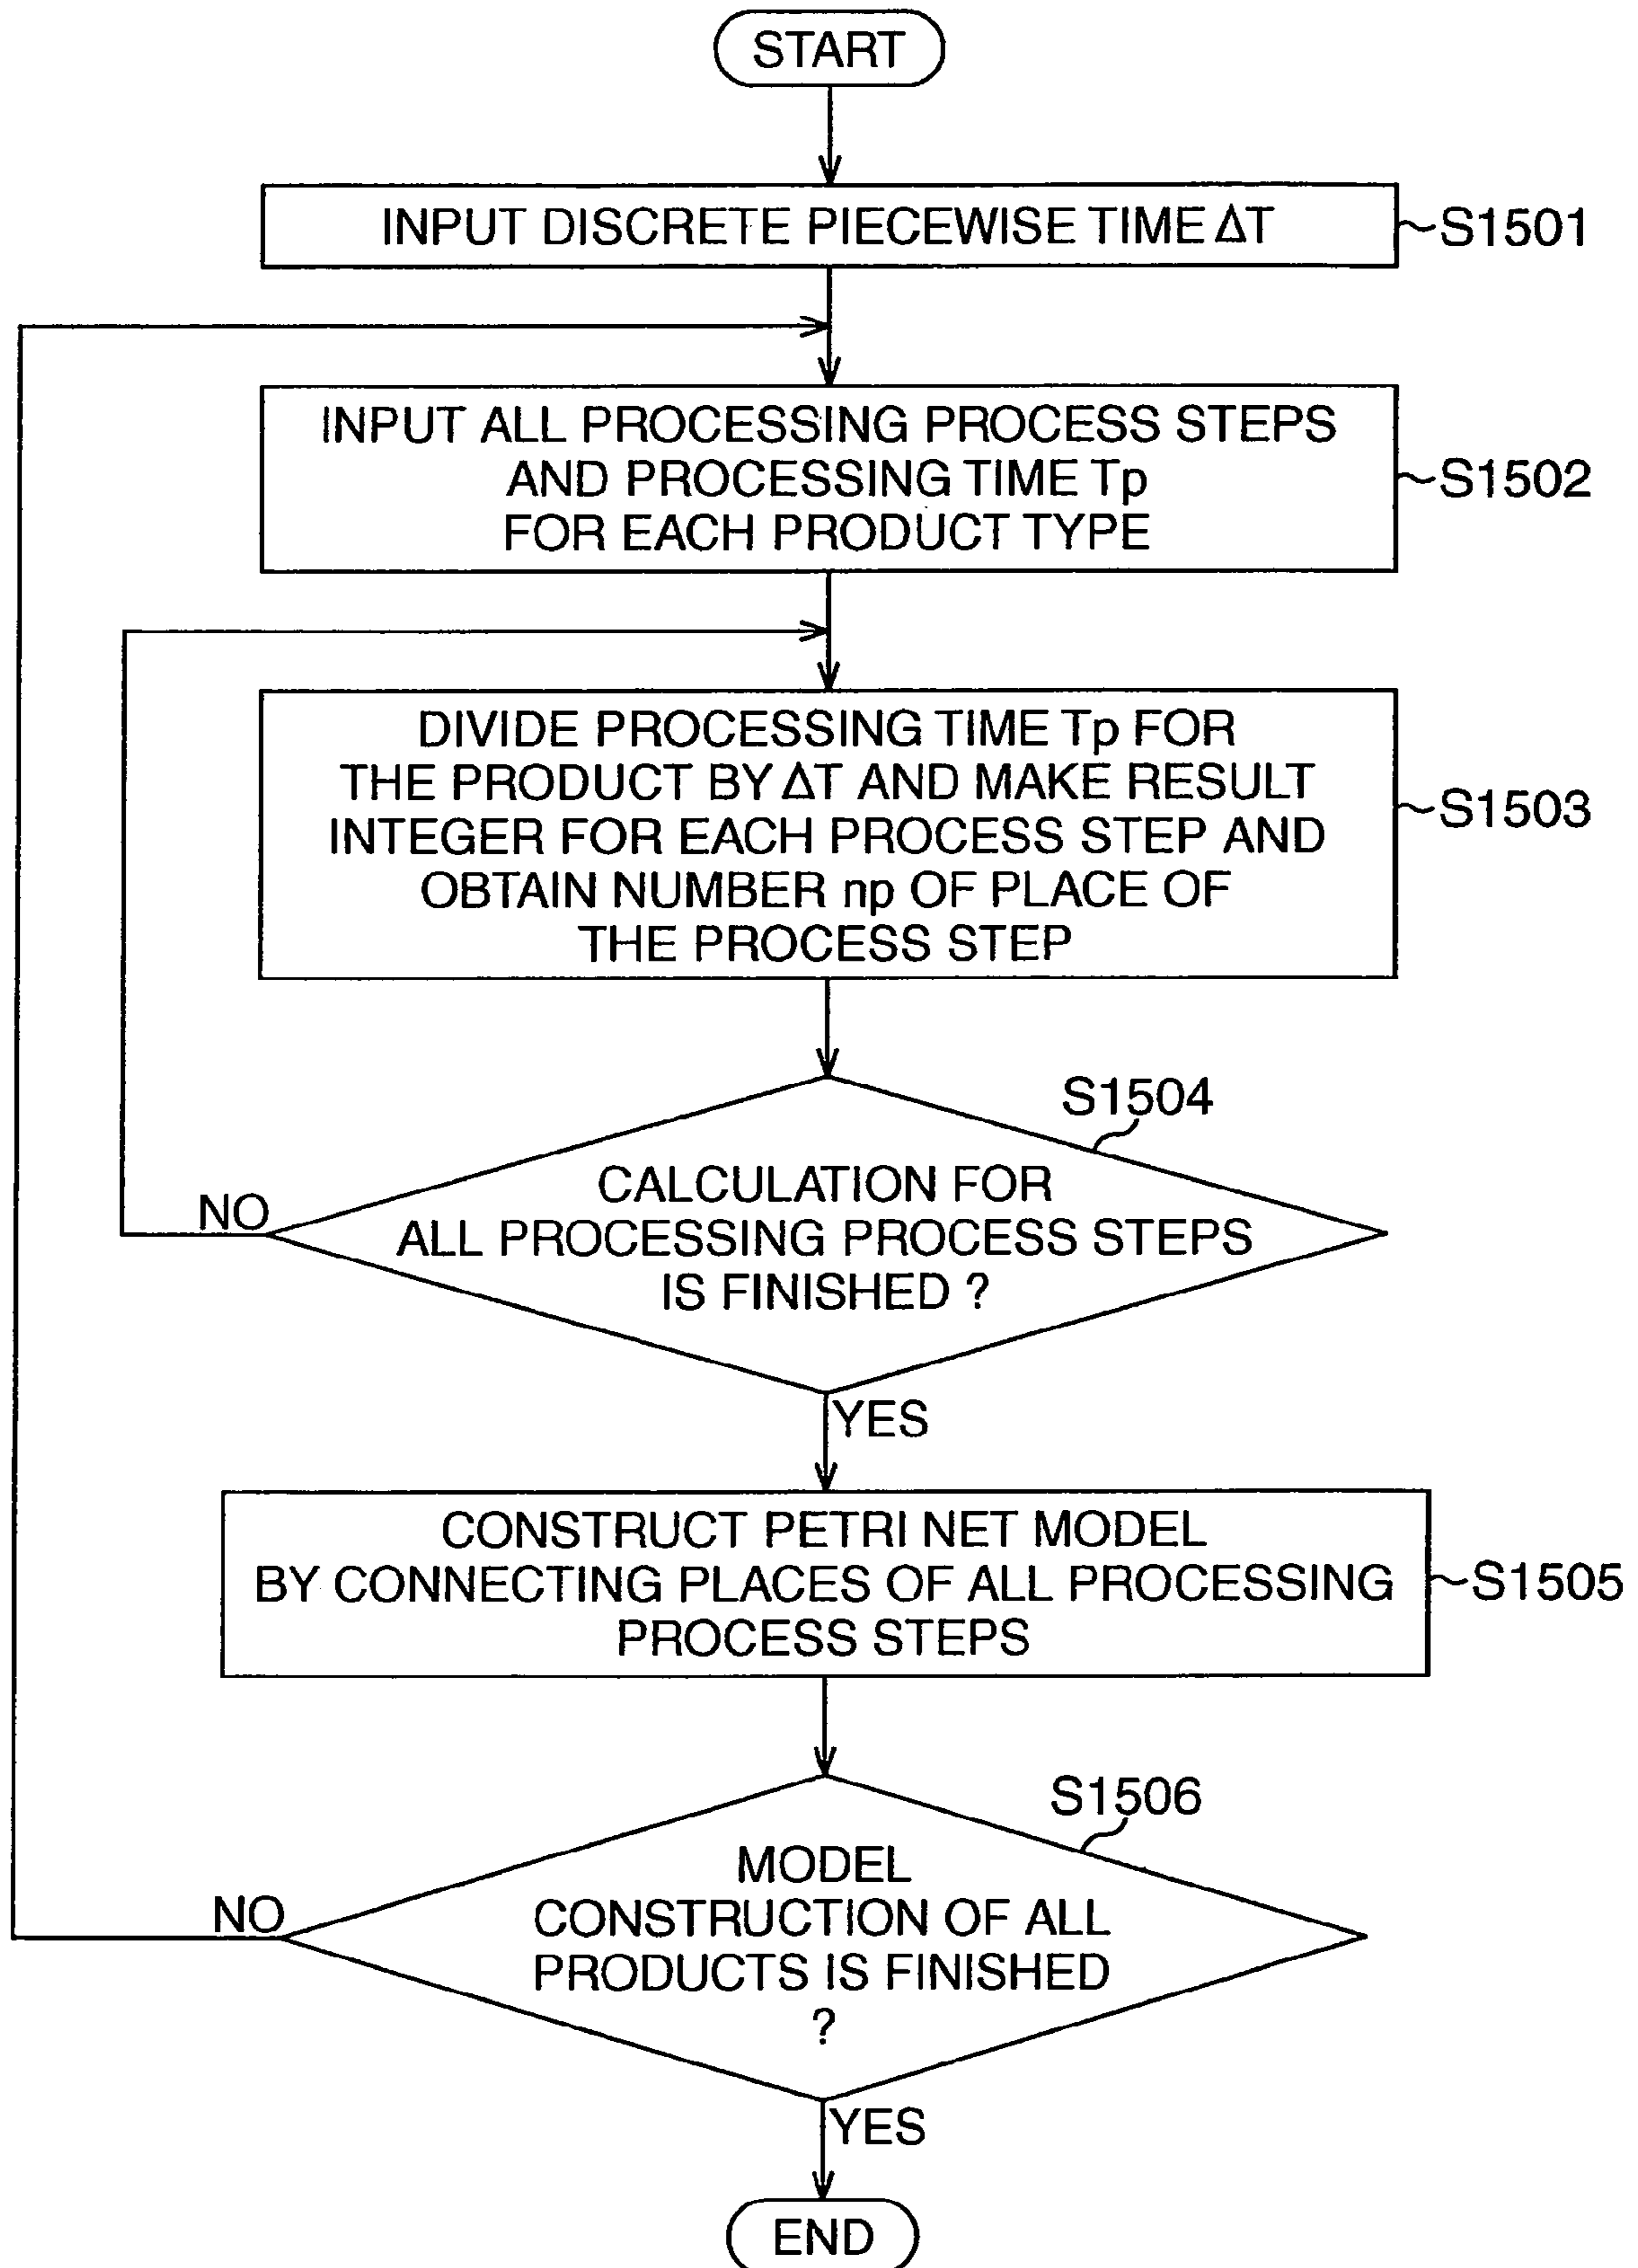 START
INPUT DISCRETE PIECEWISE TIME ΔT
S1501
INPUT ALL PROCESSING PROCESS STEPS
AND PROCESSING TIME Tp
FOR EACH PRODUCT TYPE
S1502
DIVIDE PROCESSING TIME Tp FOR
THE PRODUCT BY ΔT AND MAKE RESULT
INTEGER FOR EACH PROCESS STEP AND
OBTAIN NUMBER np OF PLACE OF
THE PROCESS STEP
S1503
S1504
CALCULATION FOR
ALL PROCESSING PROCESS STEPS
IS FINISHED ?
NO
YES
CONSTRUCT PETRI NET MODEL
BY CONNECTING PLACES OF ALL PROCESSING
PROCESS STEPS
S1505
S1506
MODEL
CONSTRUCTION OF ALL
PRODUCTS IS FINISHED
?
NO
YES
END